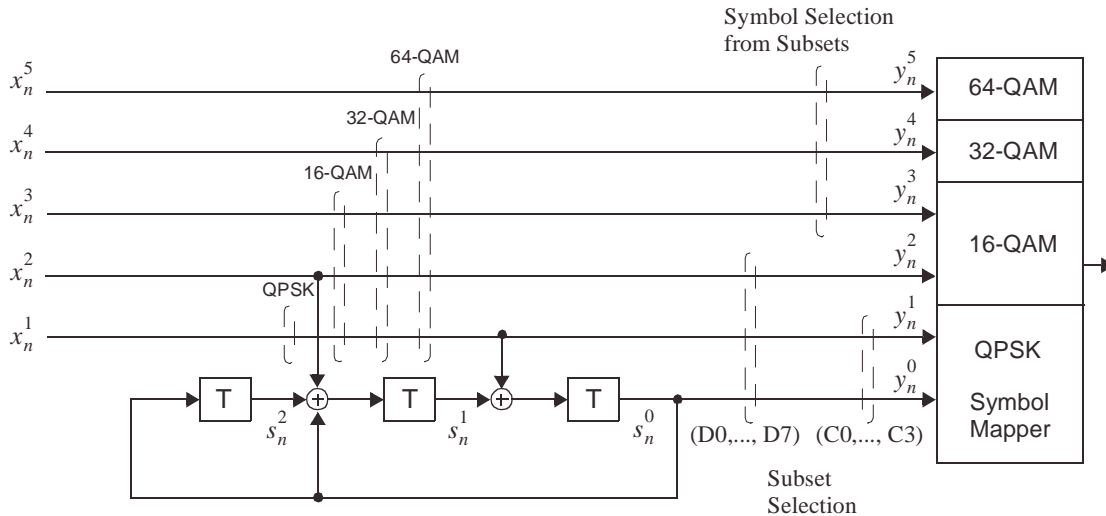 Symbol Selection
from Subsets
64-QAM
x_n^5
y_n^5
64-QAM
32-QAM
x_n^4
y_n^4
32-QAM
16-QAM
x_n^3
y_n^3
x_n^2
y_n^2
16-QAM
QPSK
x_n^1
y_n^1
QPSK
Symbol
Mapper
y_n^0
T
+
T
+
T
s_n^2
s_n^1
s_n^0
(D0,..., D7)
(C0,..., C3)
Subset
Selection